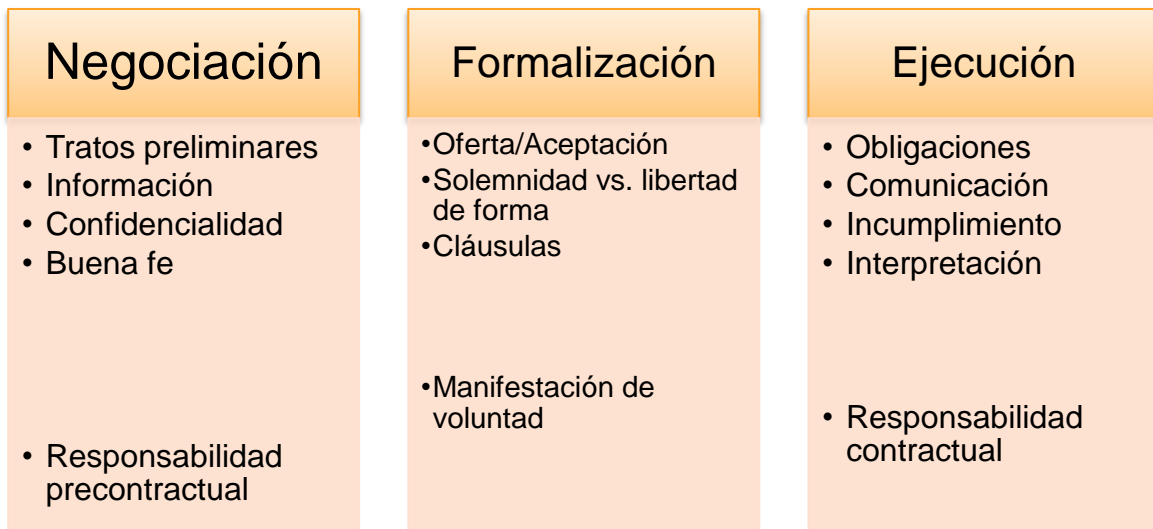 Negociación
• Tratos preliminares
• Información
• Confidencialidad
• Buena fe
• Responsabilidad
precontractual
Formalización
•Oferta/Aceptación
•Solemnidad vs. libertad
de forma
•Cláusulas
•Manifestación de
voluntad
Ejecución
• Obligaciones
• Comunicación
• Incumplimiento
• Interpretación
• Responsabilidad
contractual